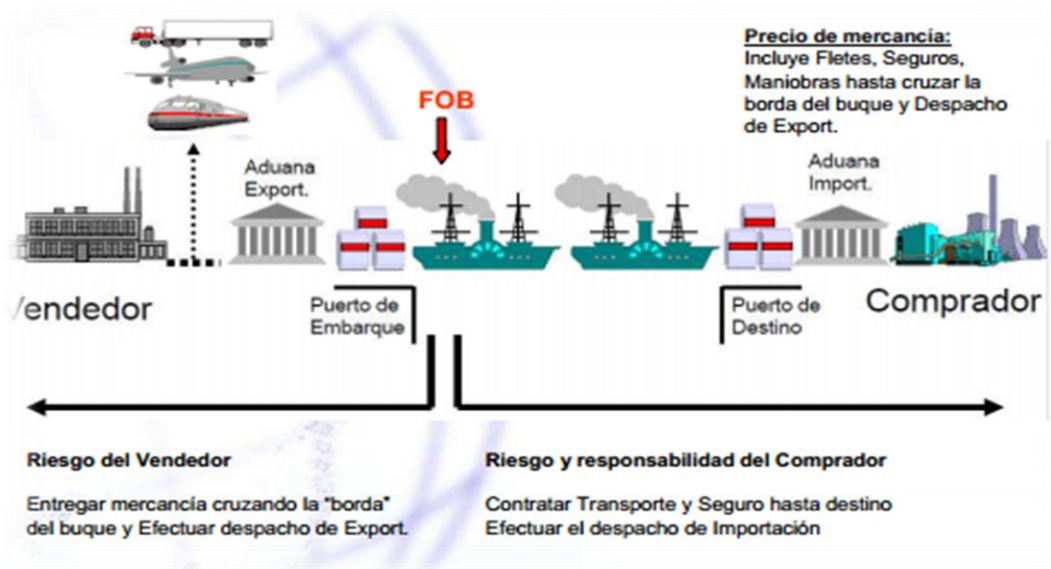 Precio de mercancía:
Incluye Fletes, Seguros,
Maniobras hasta cruzar la
borda del buque y Despacho
de Export.
FOB
Aduana
Export.
Aduana
Import.
Vendedor
Puerto de
Embarque
Puerto de
Destino
Comprador
Riesgo del Vendedor
Entregar mercancía cruzando la "borda"
del buque y Efectuar despacho de Export.
Riesgo y responsabilidad del Comprador
Contratar Transporte y Seguro hasta destino
Efectuar el despacho de Importación